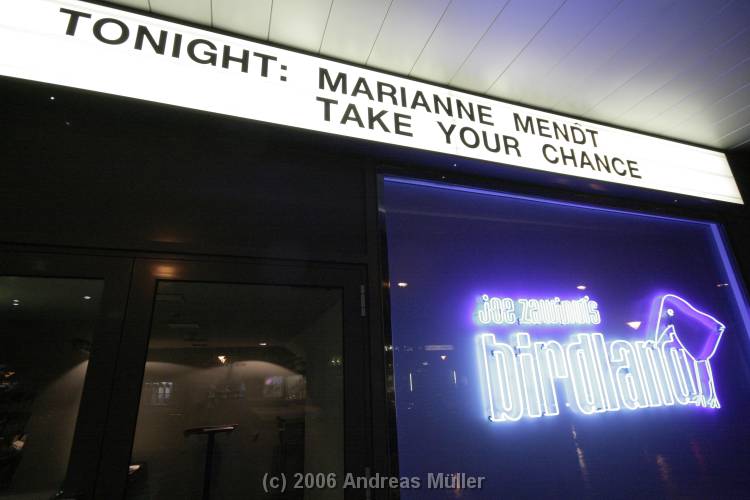 TONIGHT: MARIANNE MENDT
TAKE YOUR CHANCE
joe zawinul's
birdland
(c) 2006 Andreas Müller